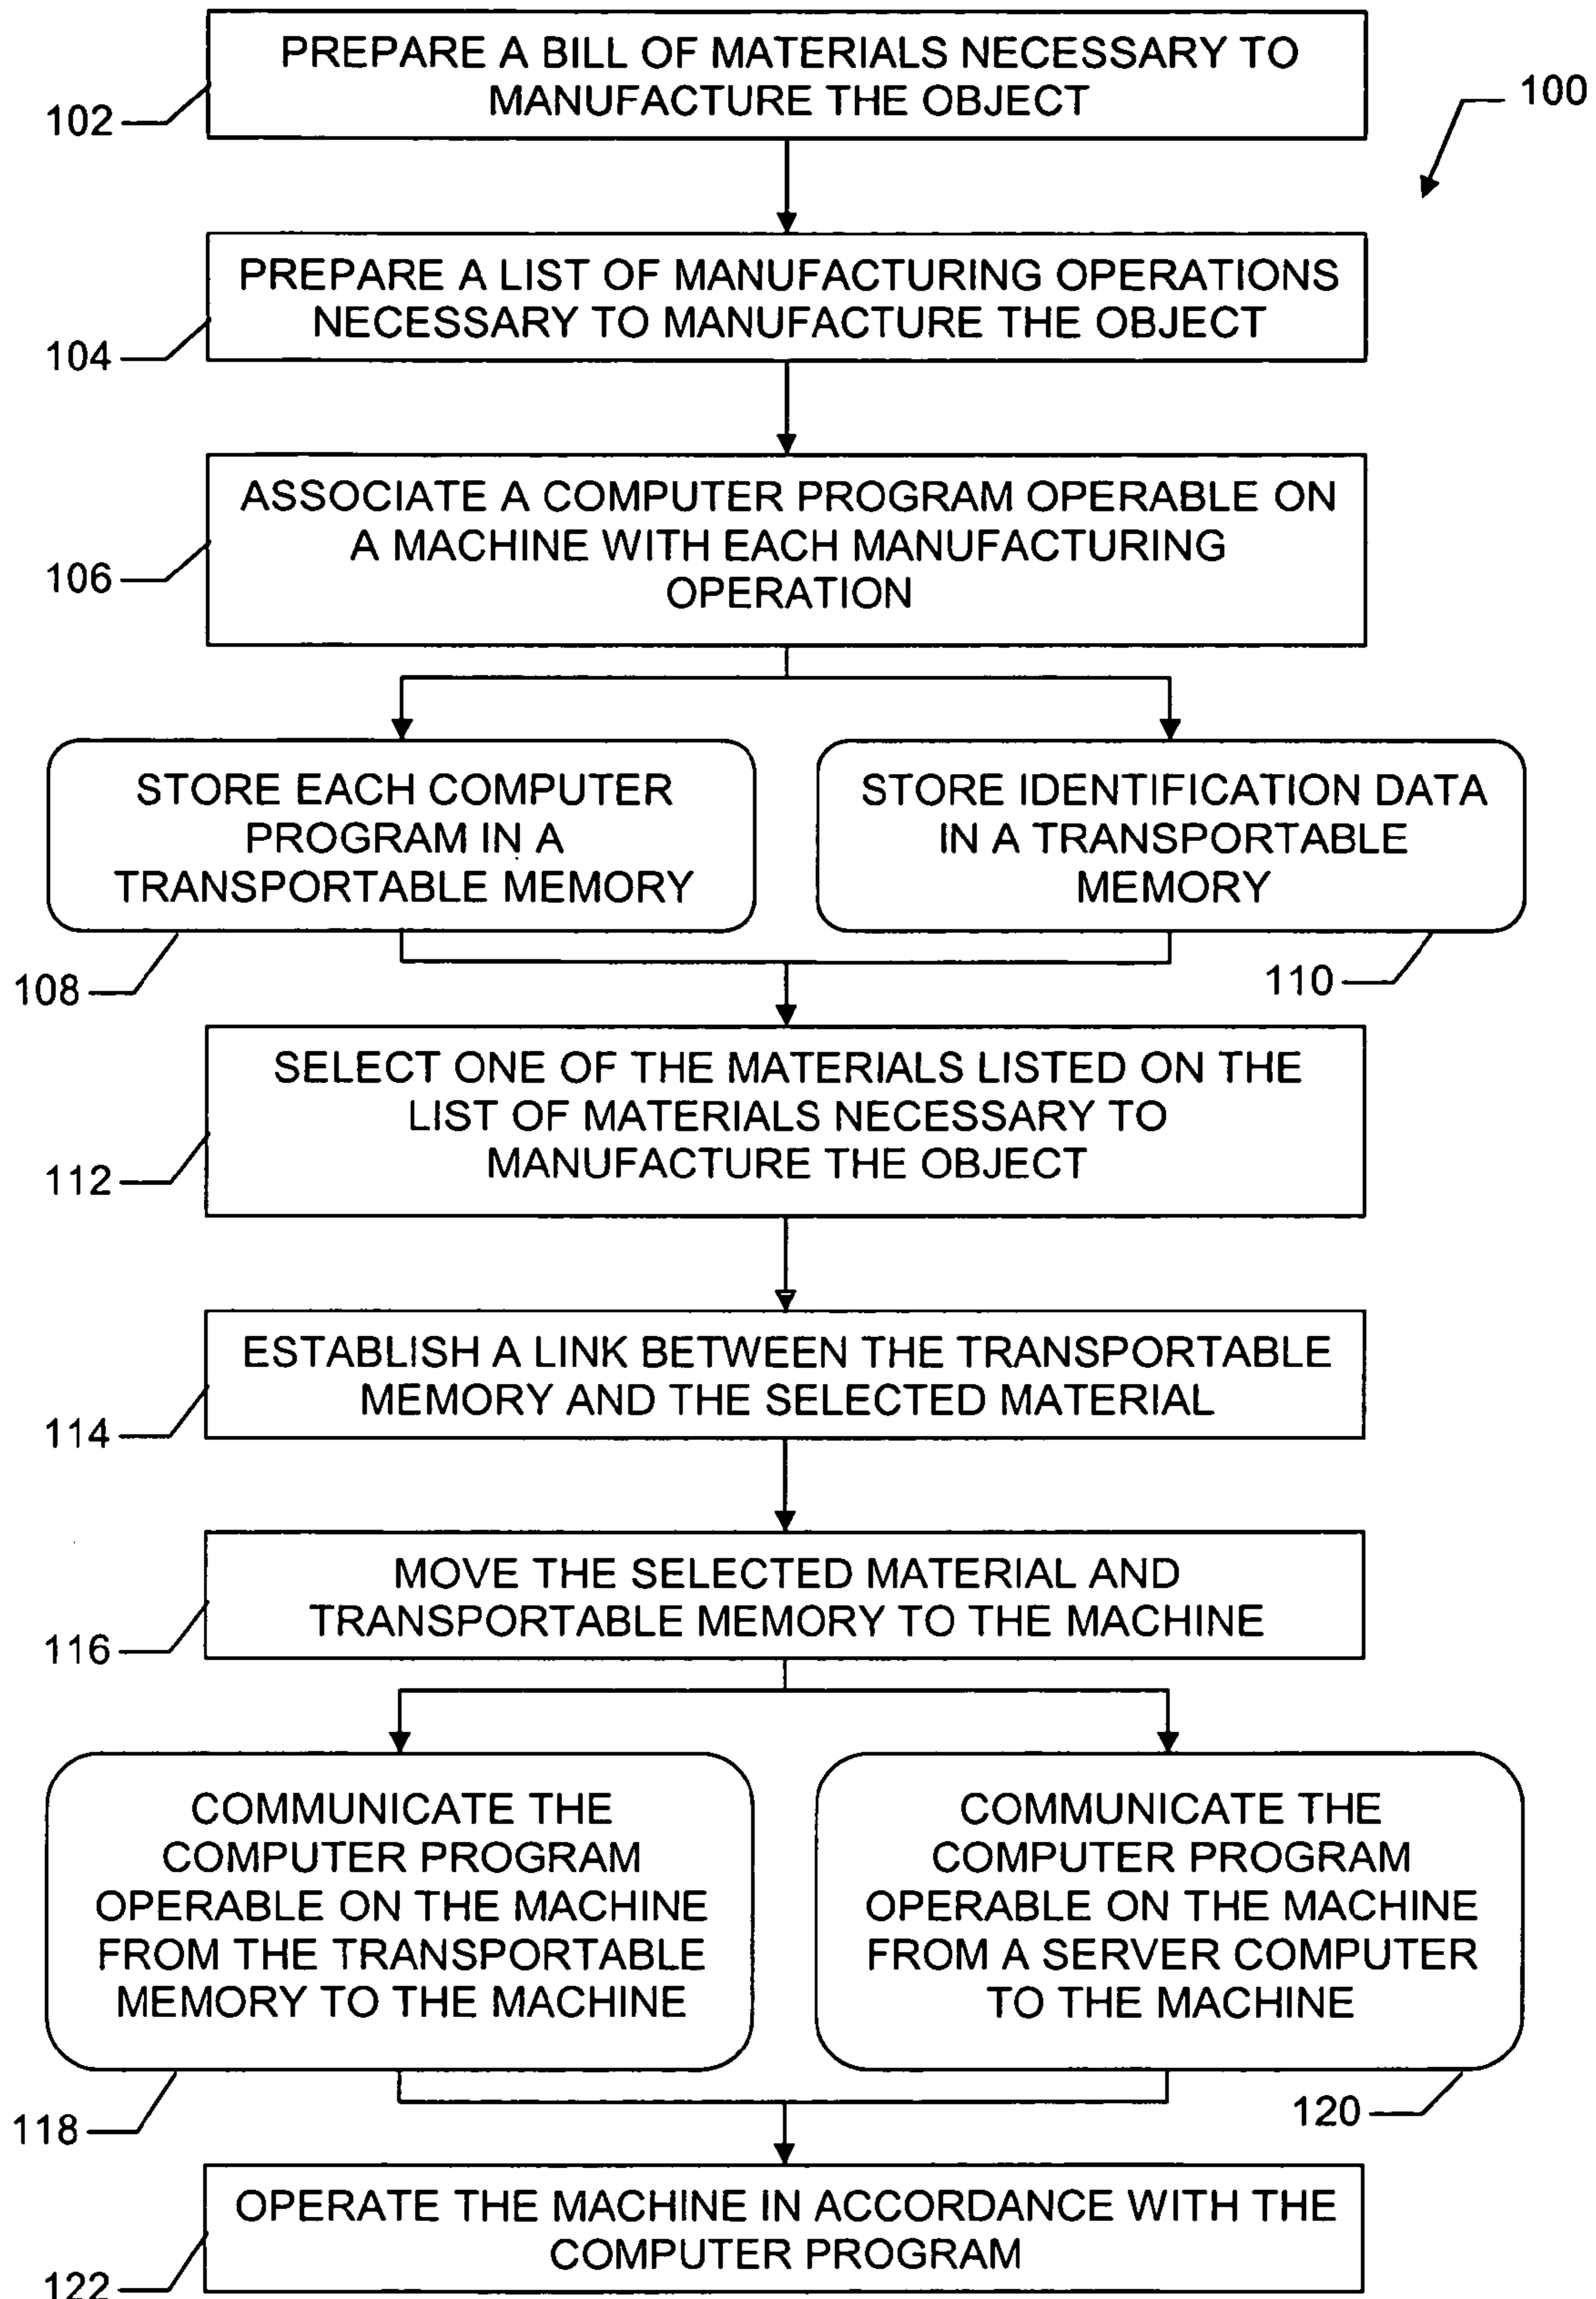 PREPARE A BILL OF MATERIALS NECESSARY TO
MANUFACTURE THE OBJECT
100
102
PREPARE A LIST OF MANUFACTURING OPERATIONS
NECESSARY TO MANUFACTURE THE OBJECT
104
ASSOCIATE A COMPUTER PROGRAM OPERABLE ON
A MACHINE WITH EACH MANUFACTURING
OPERATION
106
STORE EACH COMPUTER
PROGRAM IN A
TRANSPORTABLE MEMORY
108
STORE IDENTIFICATION DATA
IN A TRANSPORTABLE
MEMORY
110
SELECT ONE OF THE MATERIALS LISTED ON THE
LIST OF MATERIALS NECESSARY TO
MANUFACTURE THE OBJECT
112
ESTABLISH A LINK BETWEEN THE TRANSPORTABLE
MEMORY AND THE SELECTED MATERIAL
114
MOVE THE SELECTED MATERIAL AND
TRANSPORTABLE MEMORY TO THE MACHINE
116
COMMUNICATE THE
COMPUTER PROGRAM
OPERABLE ON THE MACHINE
FROM THE TRANSPORTABLE
MEMORY TO THE MACHINE
118
COMMUNICATE THE
COMPUTER PROGRAM
OPERABLE ON THE MACHINE
FROM A SERVER COMPUTER
TO THE MACHINE
120
OPERATE THE MACHINE IN ACCORDANCE WITH THE
COMPUTER PROGRAM
122